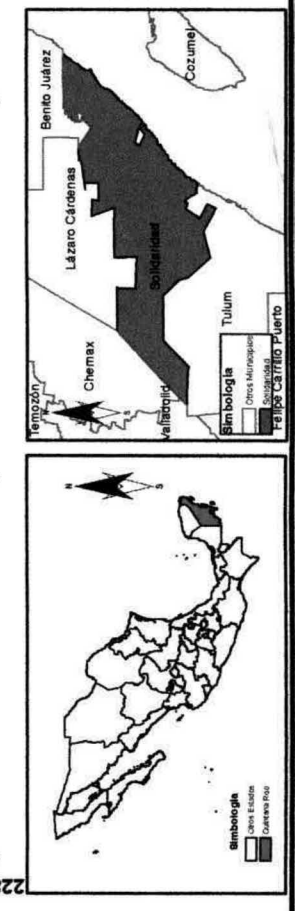 N
S
Simbología
Otros Estados
Quintana Roo
Temozón
N
S
Chemax
Valladolid
Lázaro Cárdenas
Benito Juárez
Cozumel
Solidaridad
Tulum
Simbología
Otros Municipios
Solidaridad
Felipe Carrillo Puerto